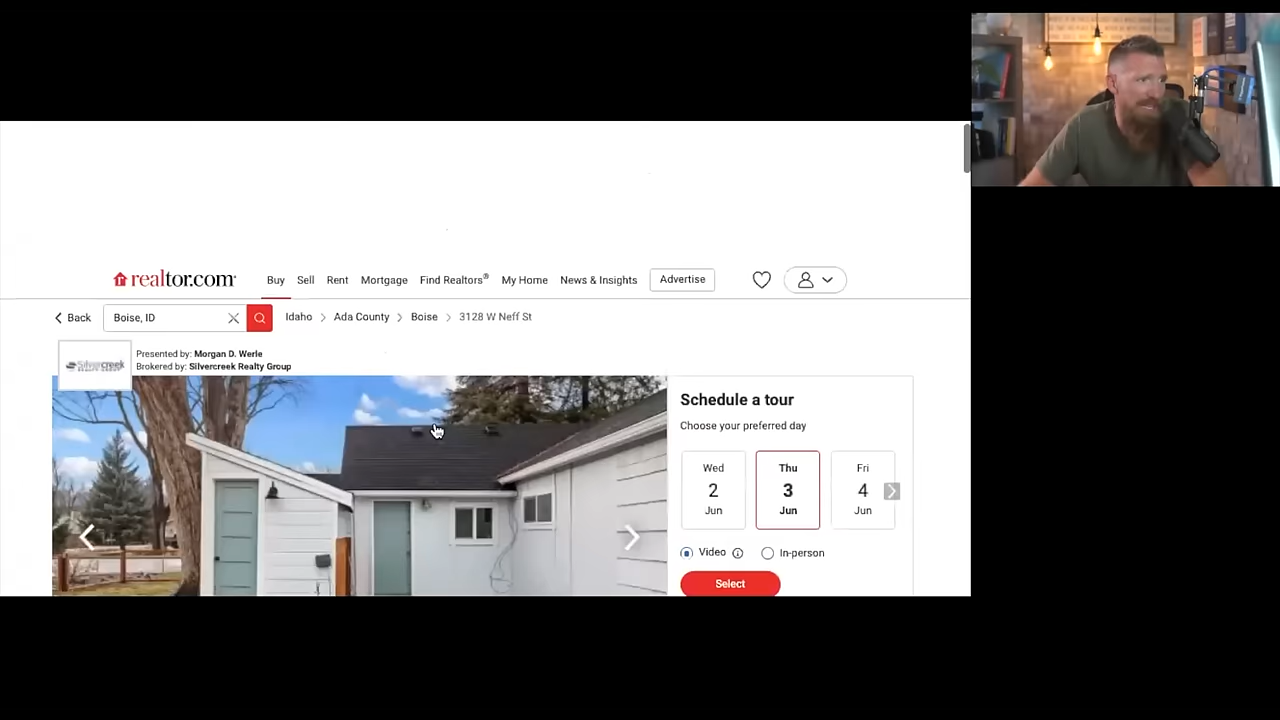 realtor.com
Buy Sell Rent Mortgage Find Realtors® My Home News & Insights Advertise
Back Boise, ID Idaho > Ada County > Boise > 3128 W Neff St
Silvercreek
Presented by: Morgan D. Werle
Brokered by: Silvercreek Realty Group
Schedule a tour
Choose your preferred day
Wed Thu Fri
2 3 4
Jun Jun Jun
Video In-person
Select